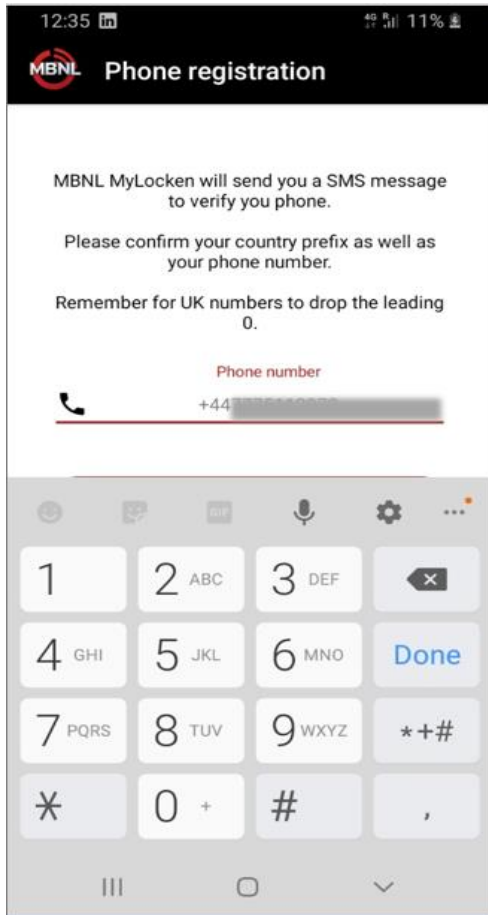 12:35 in 4G R 11%
MBNL Phone registration
MBNL MyLocken will send you a SMS message
to verify you phone.
Please confirm your country prefix as well as
your phone number.
Remember for UK numbers to drop the leading
0.
Phone number
+447
GIF
1 2 ABC 3 DEF
4 GHI 5 JKL 6 MNO Done
7 PQRS 8 TUV 9 WXYZ *+#
* 0 + # ,